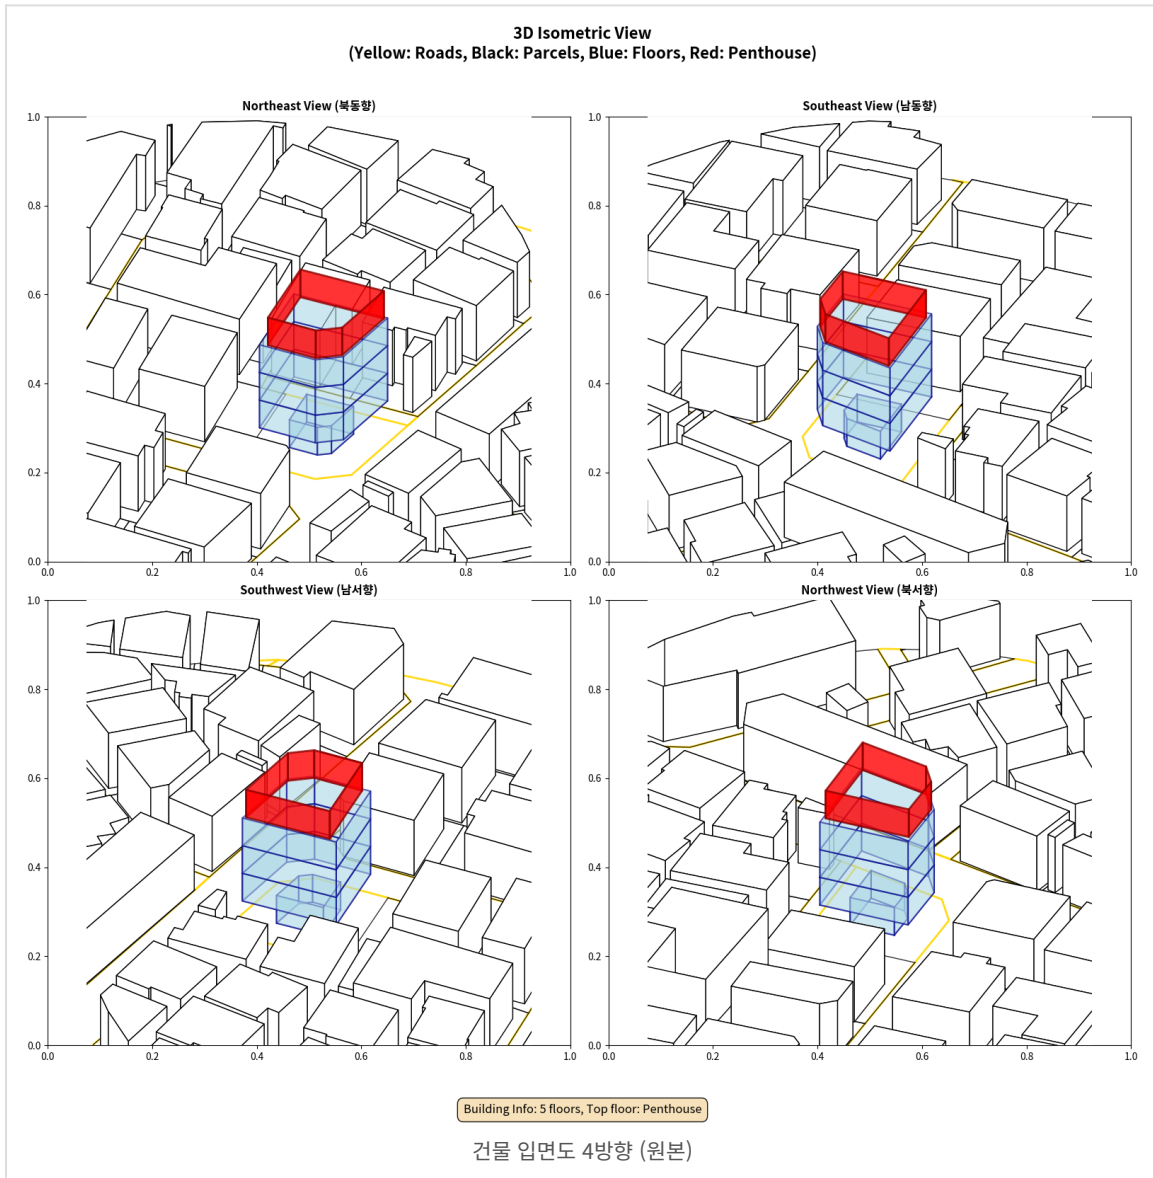 3D Isometric View
(Yellow: Roads, Black: Parcels, Blue: Floors, Red: Penthouse)
Northeast View (북동향)
1.0
0.8
0.6
0.4
0.2
0.0
0.0 0.2 0.4 0.6 0.8 1.0
Southeast View (남동향)
1.0
0.8
0.6
0.4
0.2
0.0
0.0 0.2 0.4 0.6 0.8 1.0
Southwest View (남서향)
1.0
0.8
0.6
0.4
0.2
0.0
0.0 0.2 0.4 0.6 0.8 1.0
Northwest View (북서향)
1.0
0.8
0.6
0.4
0.2
0.0
0.0 0.2 0.4 0.6 0.8 1.0
Building Info: 5 floors, Top floor: Penthouse
건물 입면도 4방향 (원본)